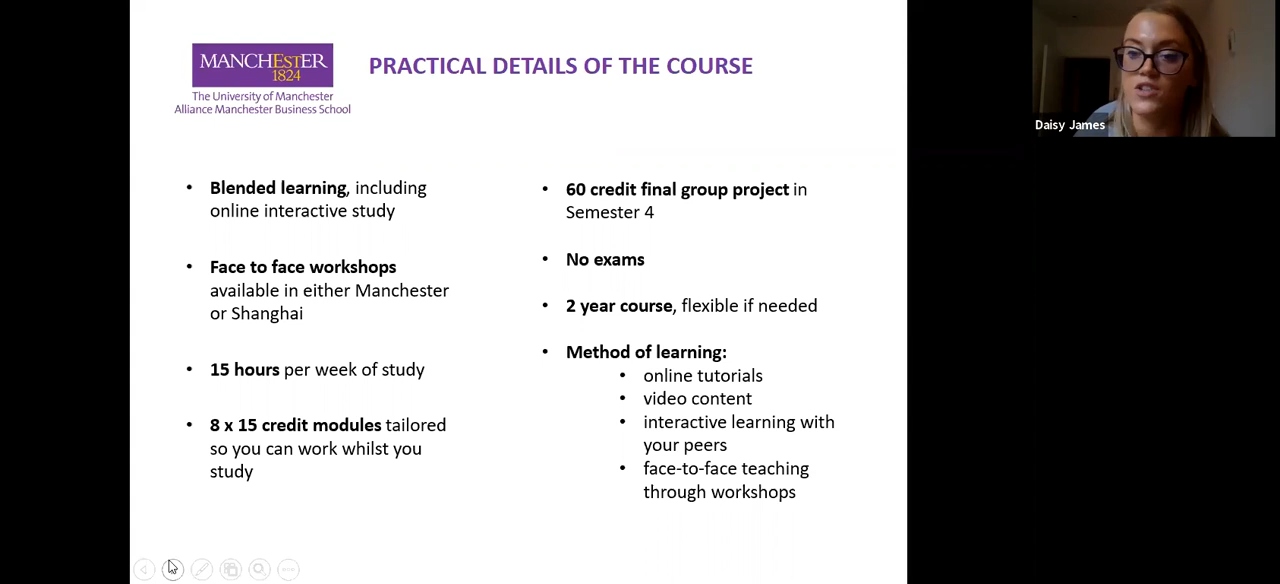 MANCHEsTER
1824
The University of Manchester
Alliance Manchester Business School
PRACTICAL DETAILS OF THE COURSE
• Blended learning, including
online interactive study
• Face to face workshops
available in either Manchester
or Shanghai
• 15 hours per week of study
• 8 x 15 credit modules tailored
so you can work whilst you
study
• 60 credit final group project in
Semester 4
• No exams
• 2 year course, flexible if needed
• Method of learning:
• online tutorials
• video content
• interactive learning with
your peers
• face-to-face teaching
through workshops
Daisy James